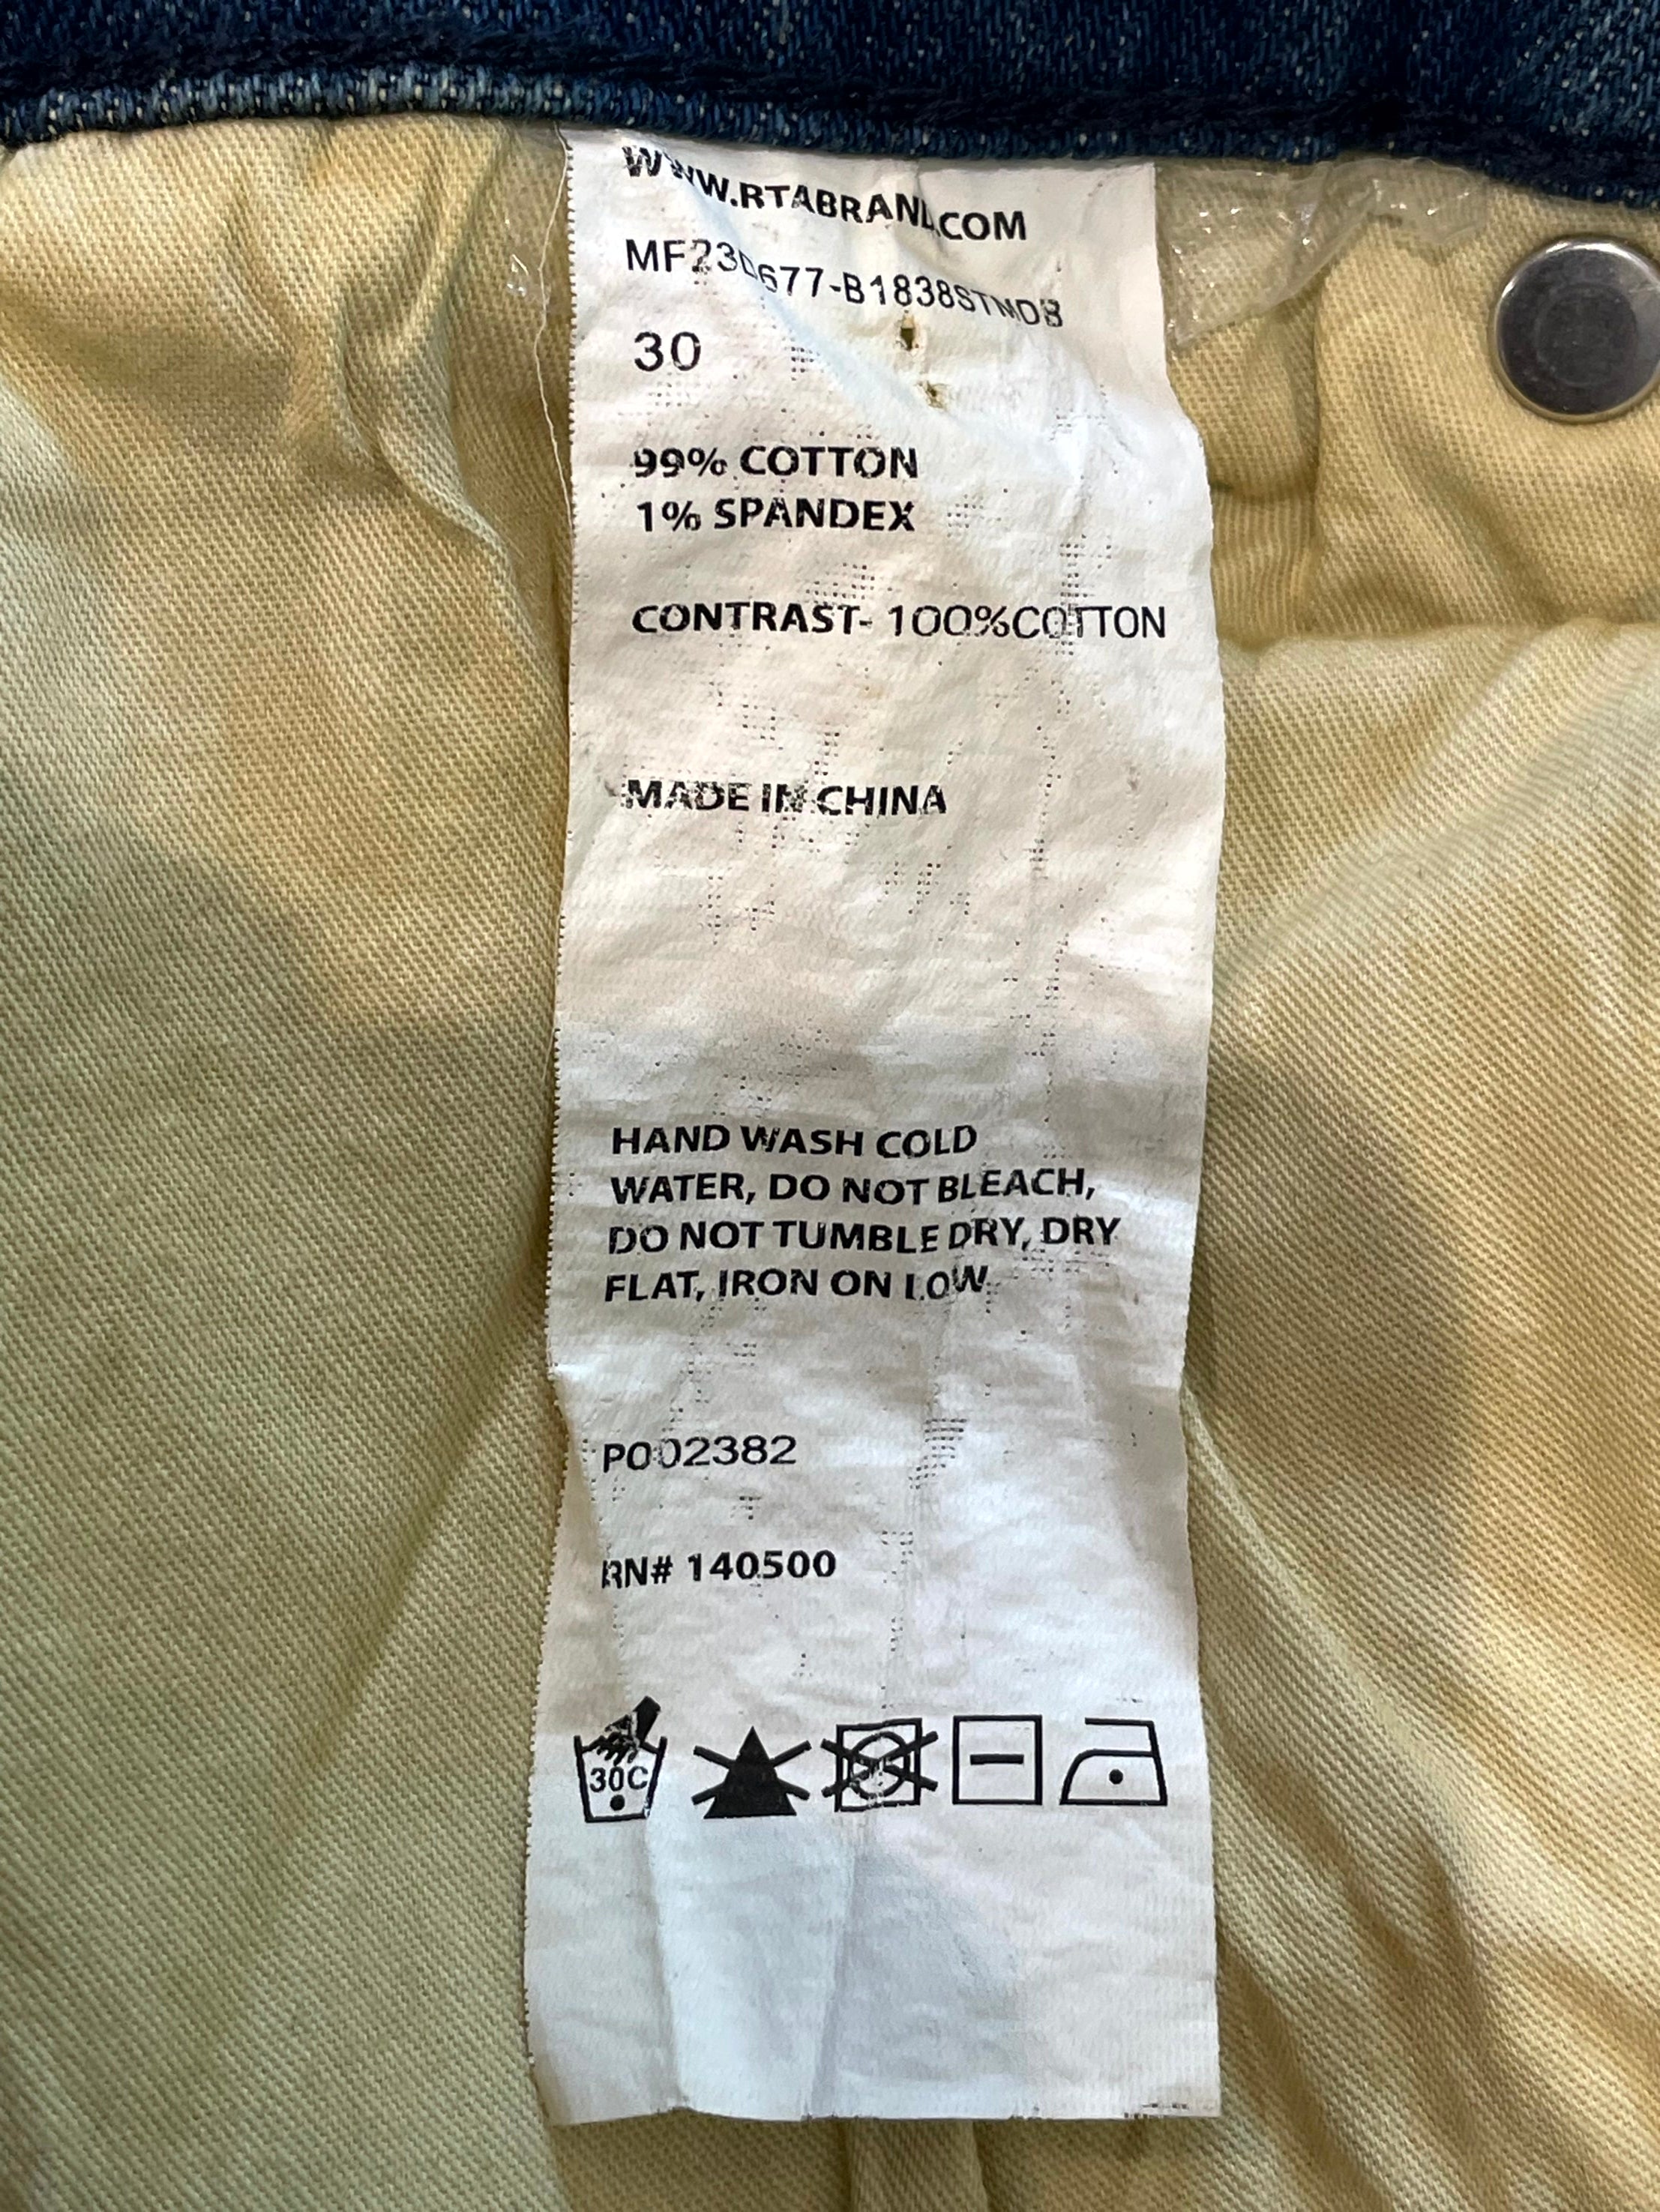 WWW.RTABRAND.COM
MF23D677-B1838STMDB
30
99% COTTON
1% SPANDEX
CONTRAST- 100%COTTON
MADE IN CHINA
HAND WASH COLD
WATER, DO NOT BLEACH,
DO NOT TUMBLE DRY, DRY
FLAT, IRON ON LOW
PO02382
RN# 140500
30C